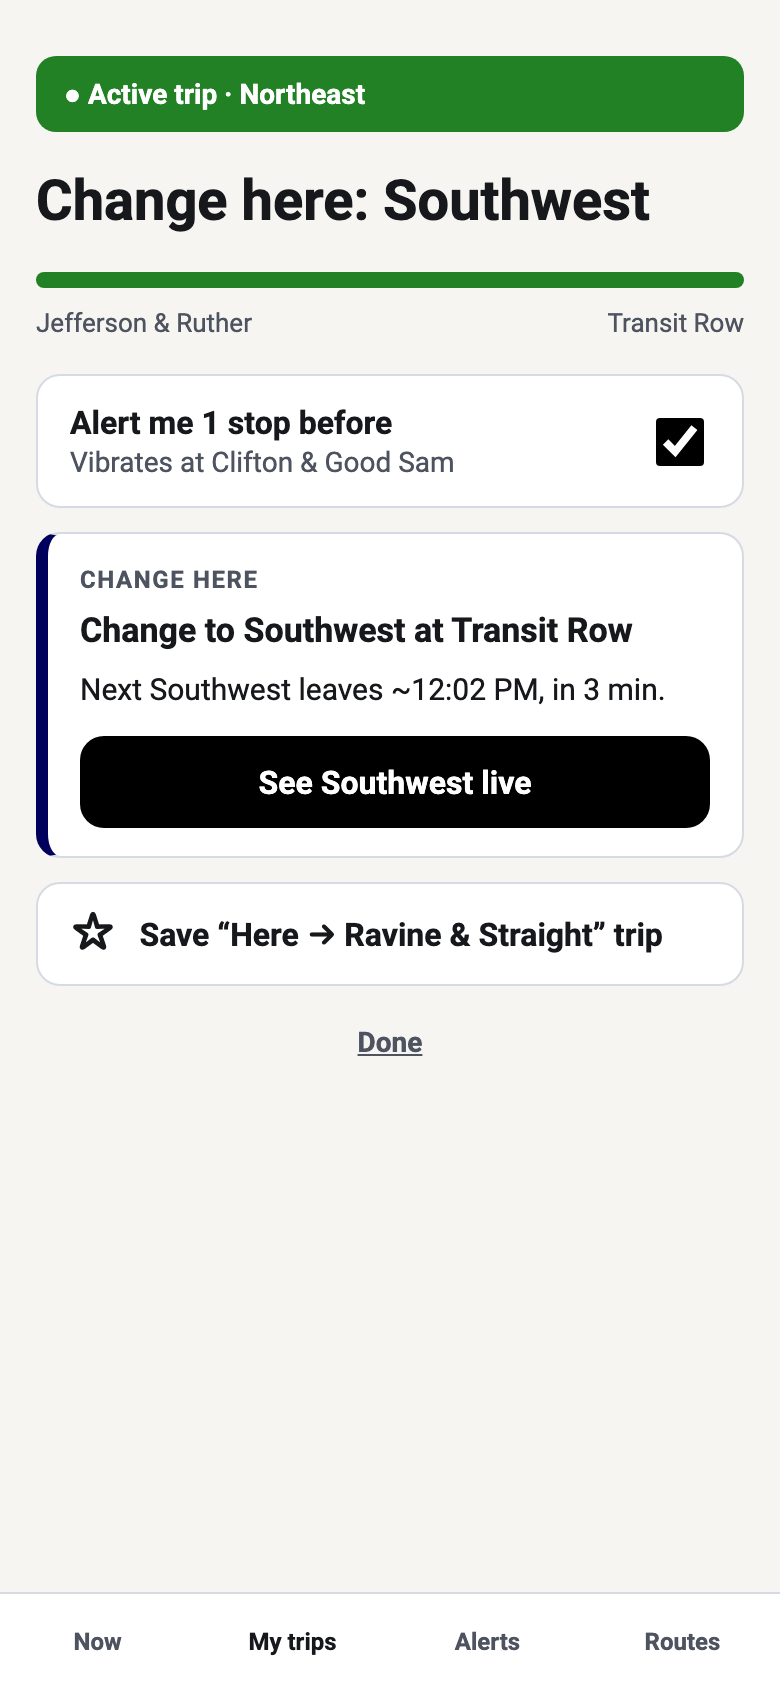 Active trip · Northeast
Change here: Southwest
Jefferson & Ruther
Transit Row
Alert me 1 stop before
Vibrates at Clifton & Good Sam
CHANGE HERE
Change to Southwest at Transit Row
Next Southwest leaves ~12:02 PM, in 3 min.
See Southwest live
Save “Here → Ravine & Straight” trip
Done
Now
My trips
Alerts
Routes